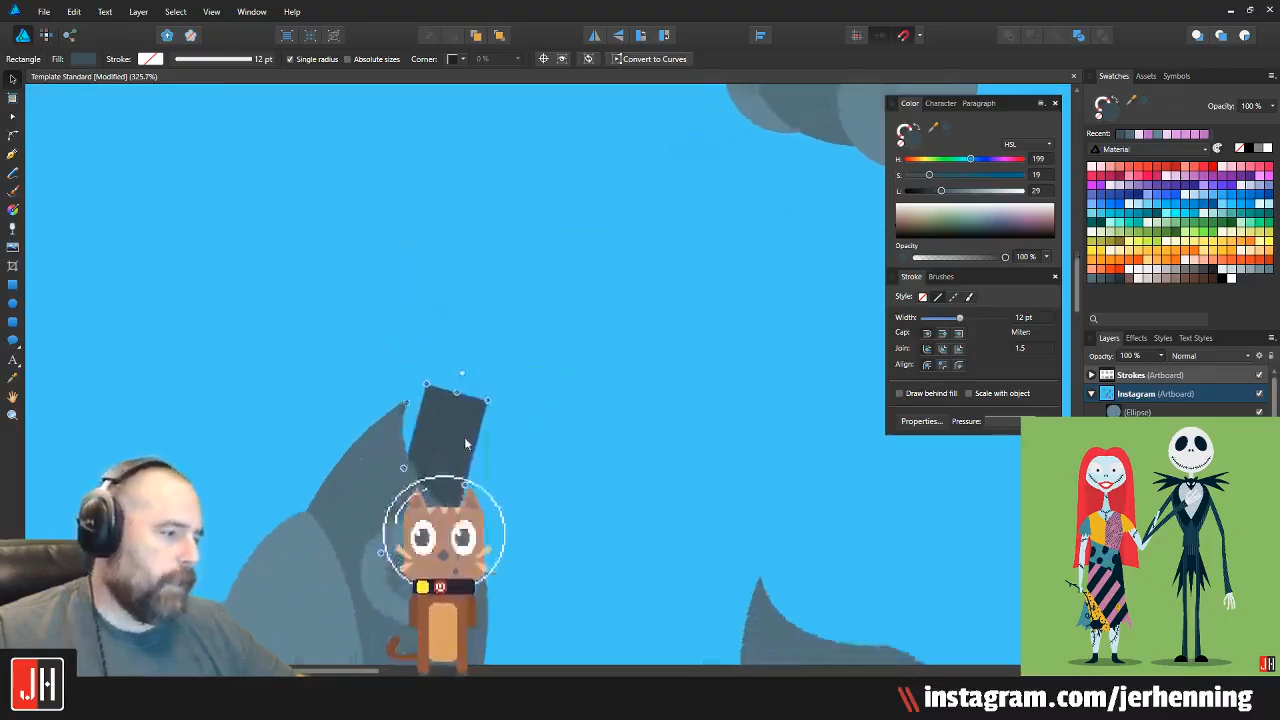 File Edit Text Layer Select View Window Help
Rectangle Fill: Stroke: 12 pt Single radius Absolute sizes Corner: 0 % Convert to Curves
Template Standard [Modified] (325.7%)
Color Character Paragraph
HSL
H: 199
S: 19
L: 29
Opacity
100 %
Stroke Brushes
Style:
Width: 12 pt
Cap: Miter:
Join: 1.5
Align:
Draw behind fill Scale with object
Properties... Pressure:
Swatches Assets Symbols
Opacity: 100 %
Recent:
Material
Layers Effects Styles Text Styles
Opacity: 100 % Normal
Strokes (Artboard)
Instagram (Artboard)
(Ellipse)
JH
JH
instagram.com/jerhenning